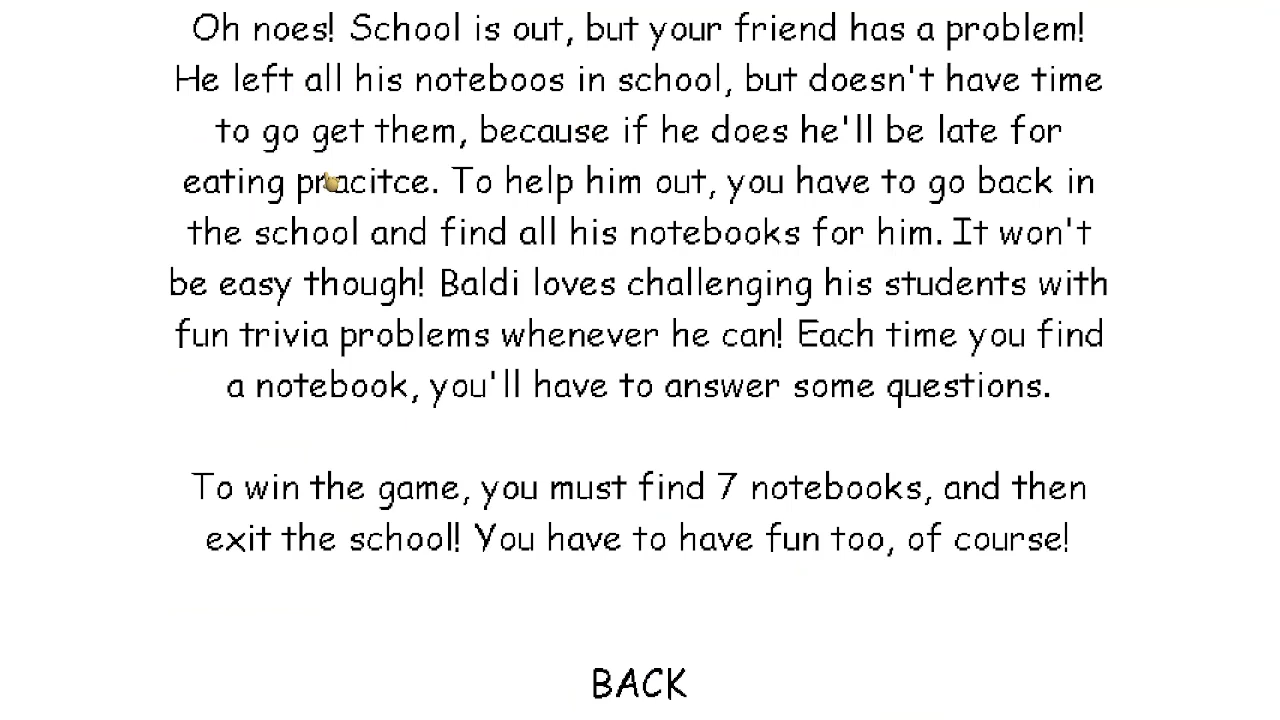 Oh noes! School is out, but your friend has a problem!
He left all his noteboos in school, but doesn't have time
to go get them, because if he does he'll be late for
eating pracitce. To help him out, you have to go back in
the school and find all his notebooks for him. It won't
be easy though! Baldi loves challenging his students with
fun trivia problems whenever he can! Each time you find
a notebook, you'll have to answer some questions.
To win the game, you must find 7 notebooks, and then
exit the school! You have to have fun too, of course!
BACK